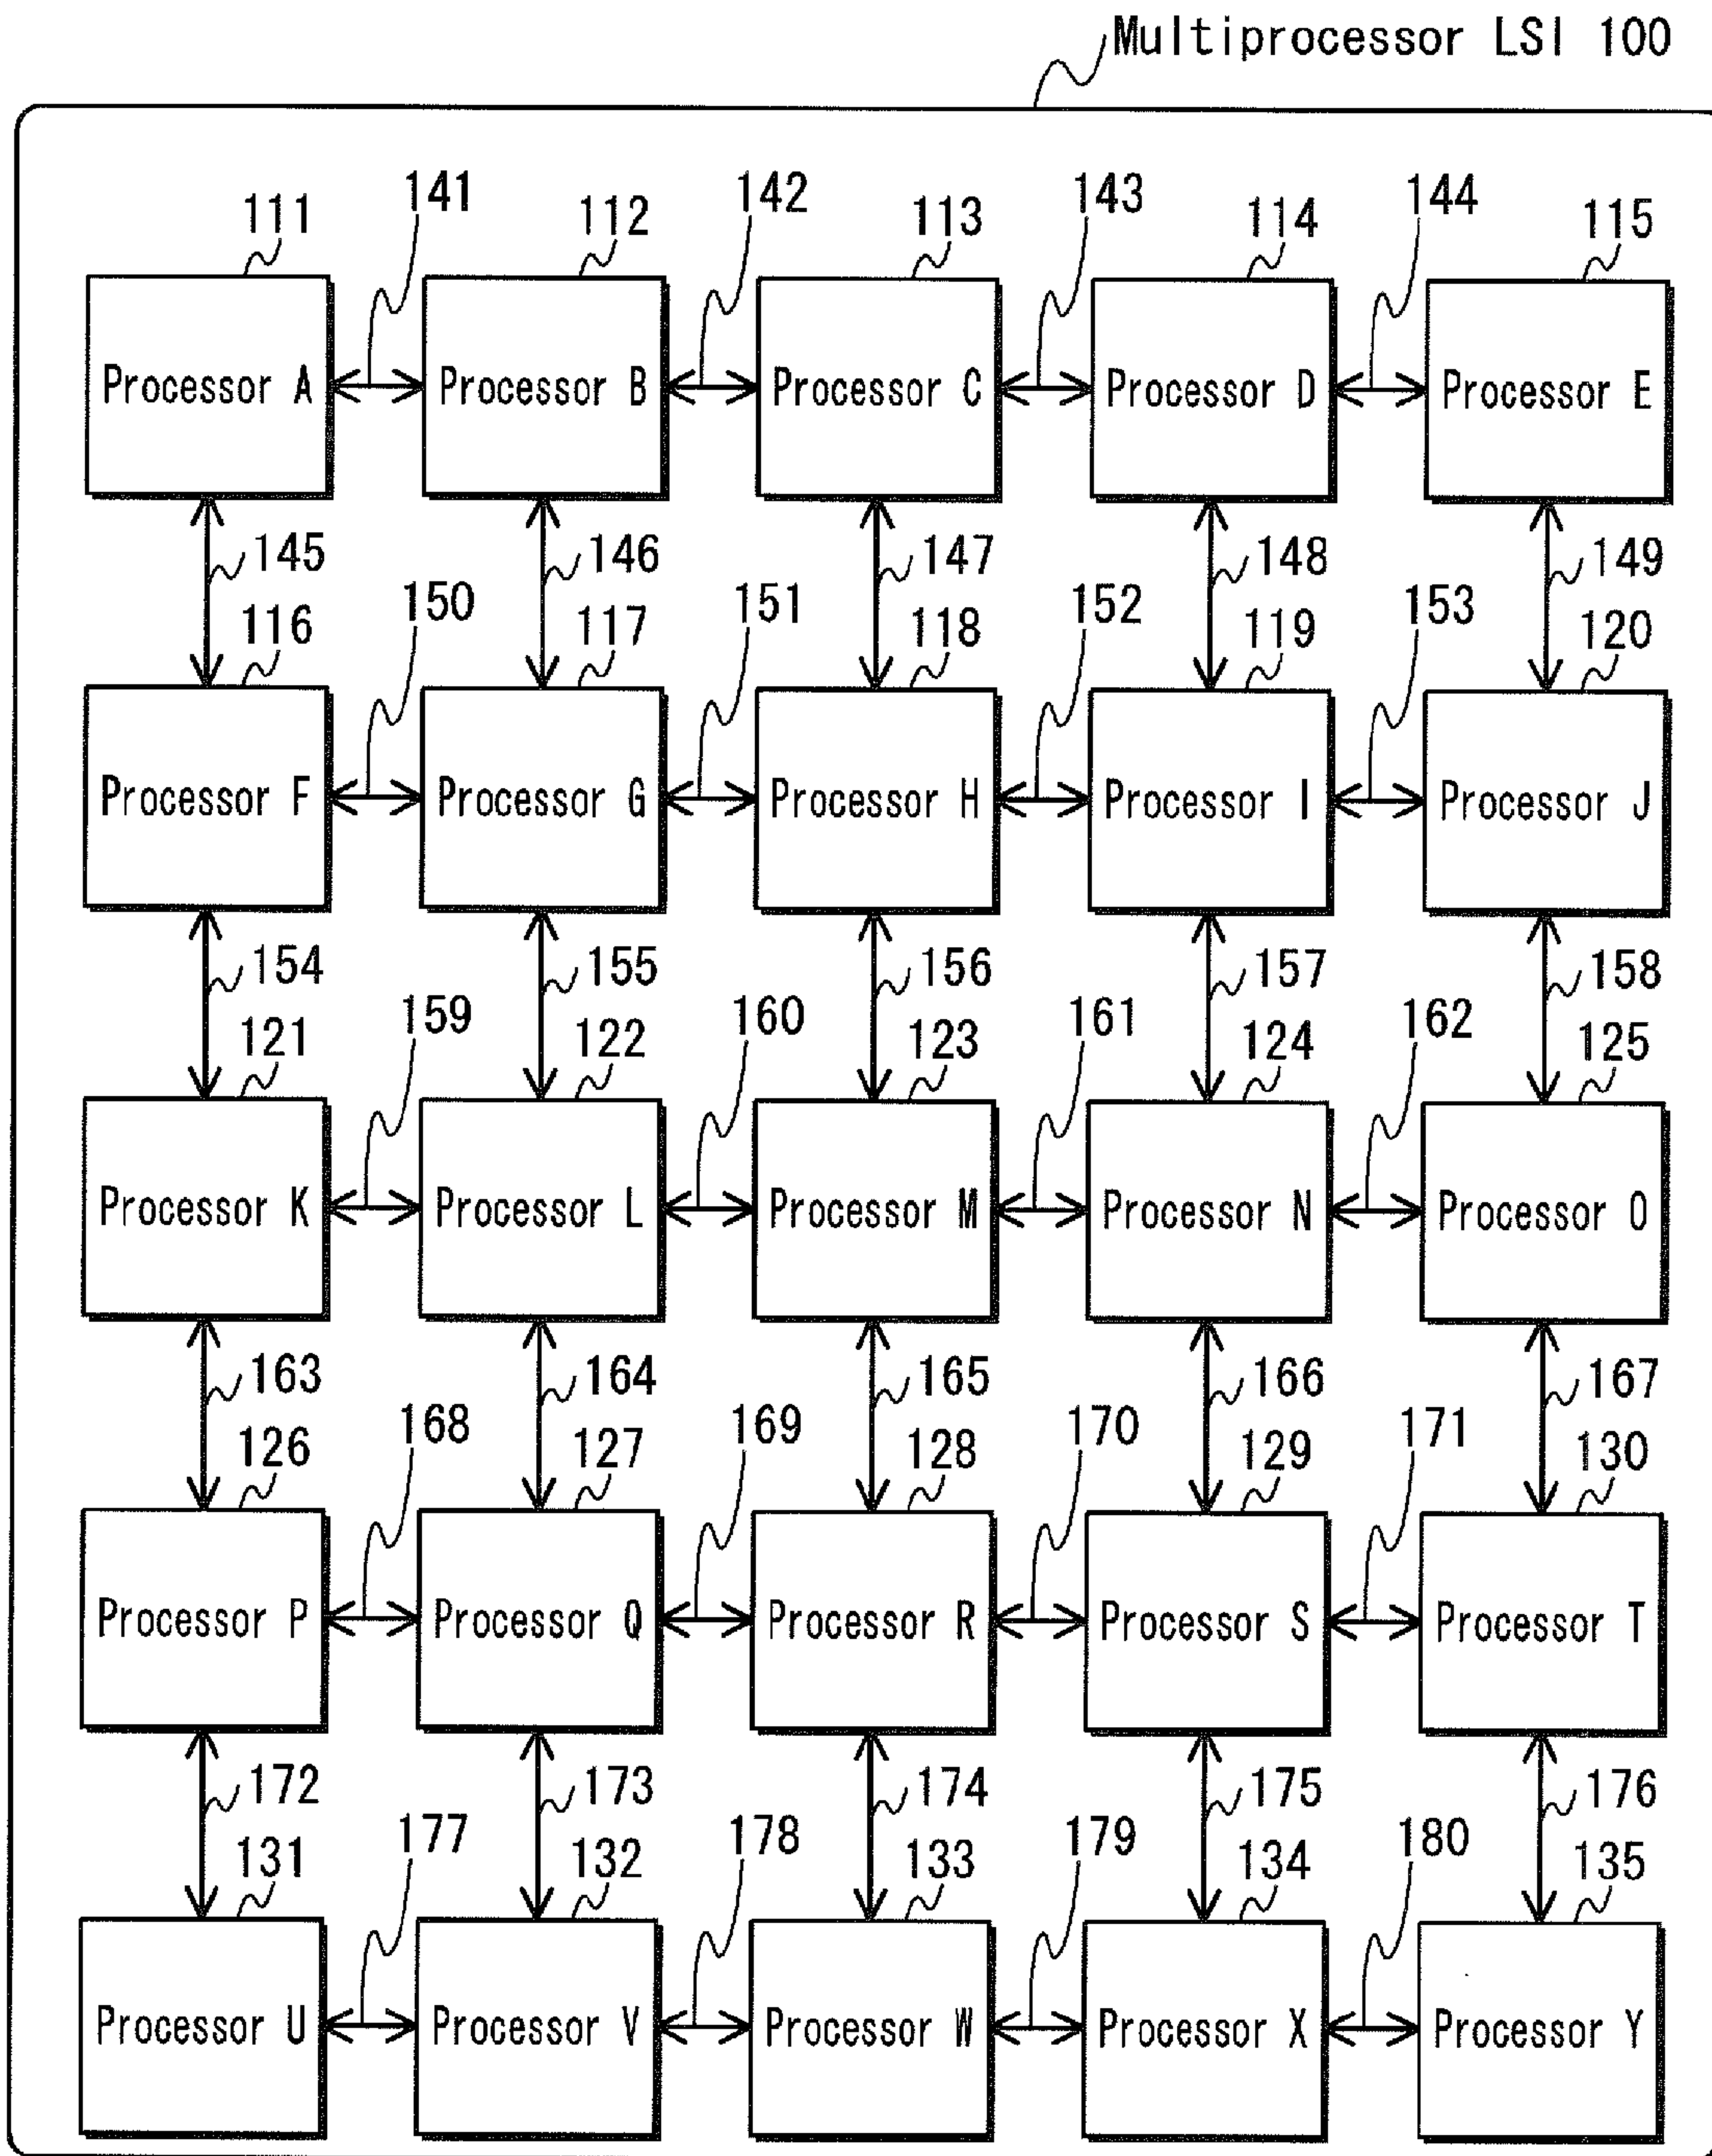 Multiprocessor LSI 100
141 142 143 144
111 112 113 114 115
Processor A Processor B Processor C Processor D Processor E
145 146 147 148 149
150 151 152 153
116 117 118 119 120
Processor F Processor G Processor H Processor I Processor J
154 155 156 157 158
159 160 161 162
121 122 123 124 125
Processor K Processor L Processor M Processor N Processor O
163 164 165 166 167
168 169 170 171
126 127 128 129 130
Processor P Processor Q Processor R Processor S Processor T
172 173 174 175 176
177 178 179 180
131 132 133 134 135
Processor U Processor V Processor W Processor X Processor Y